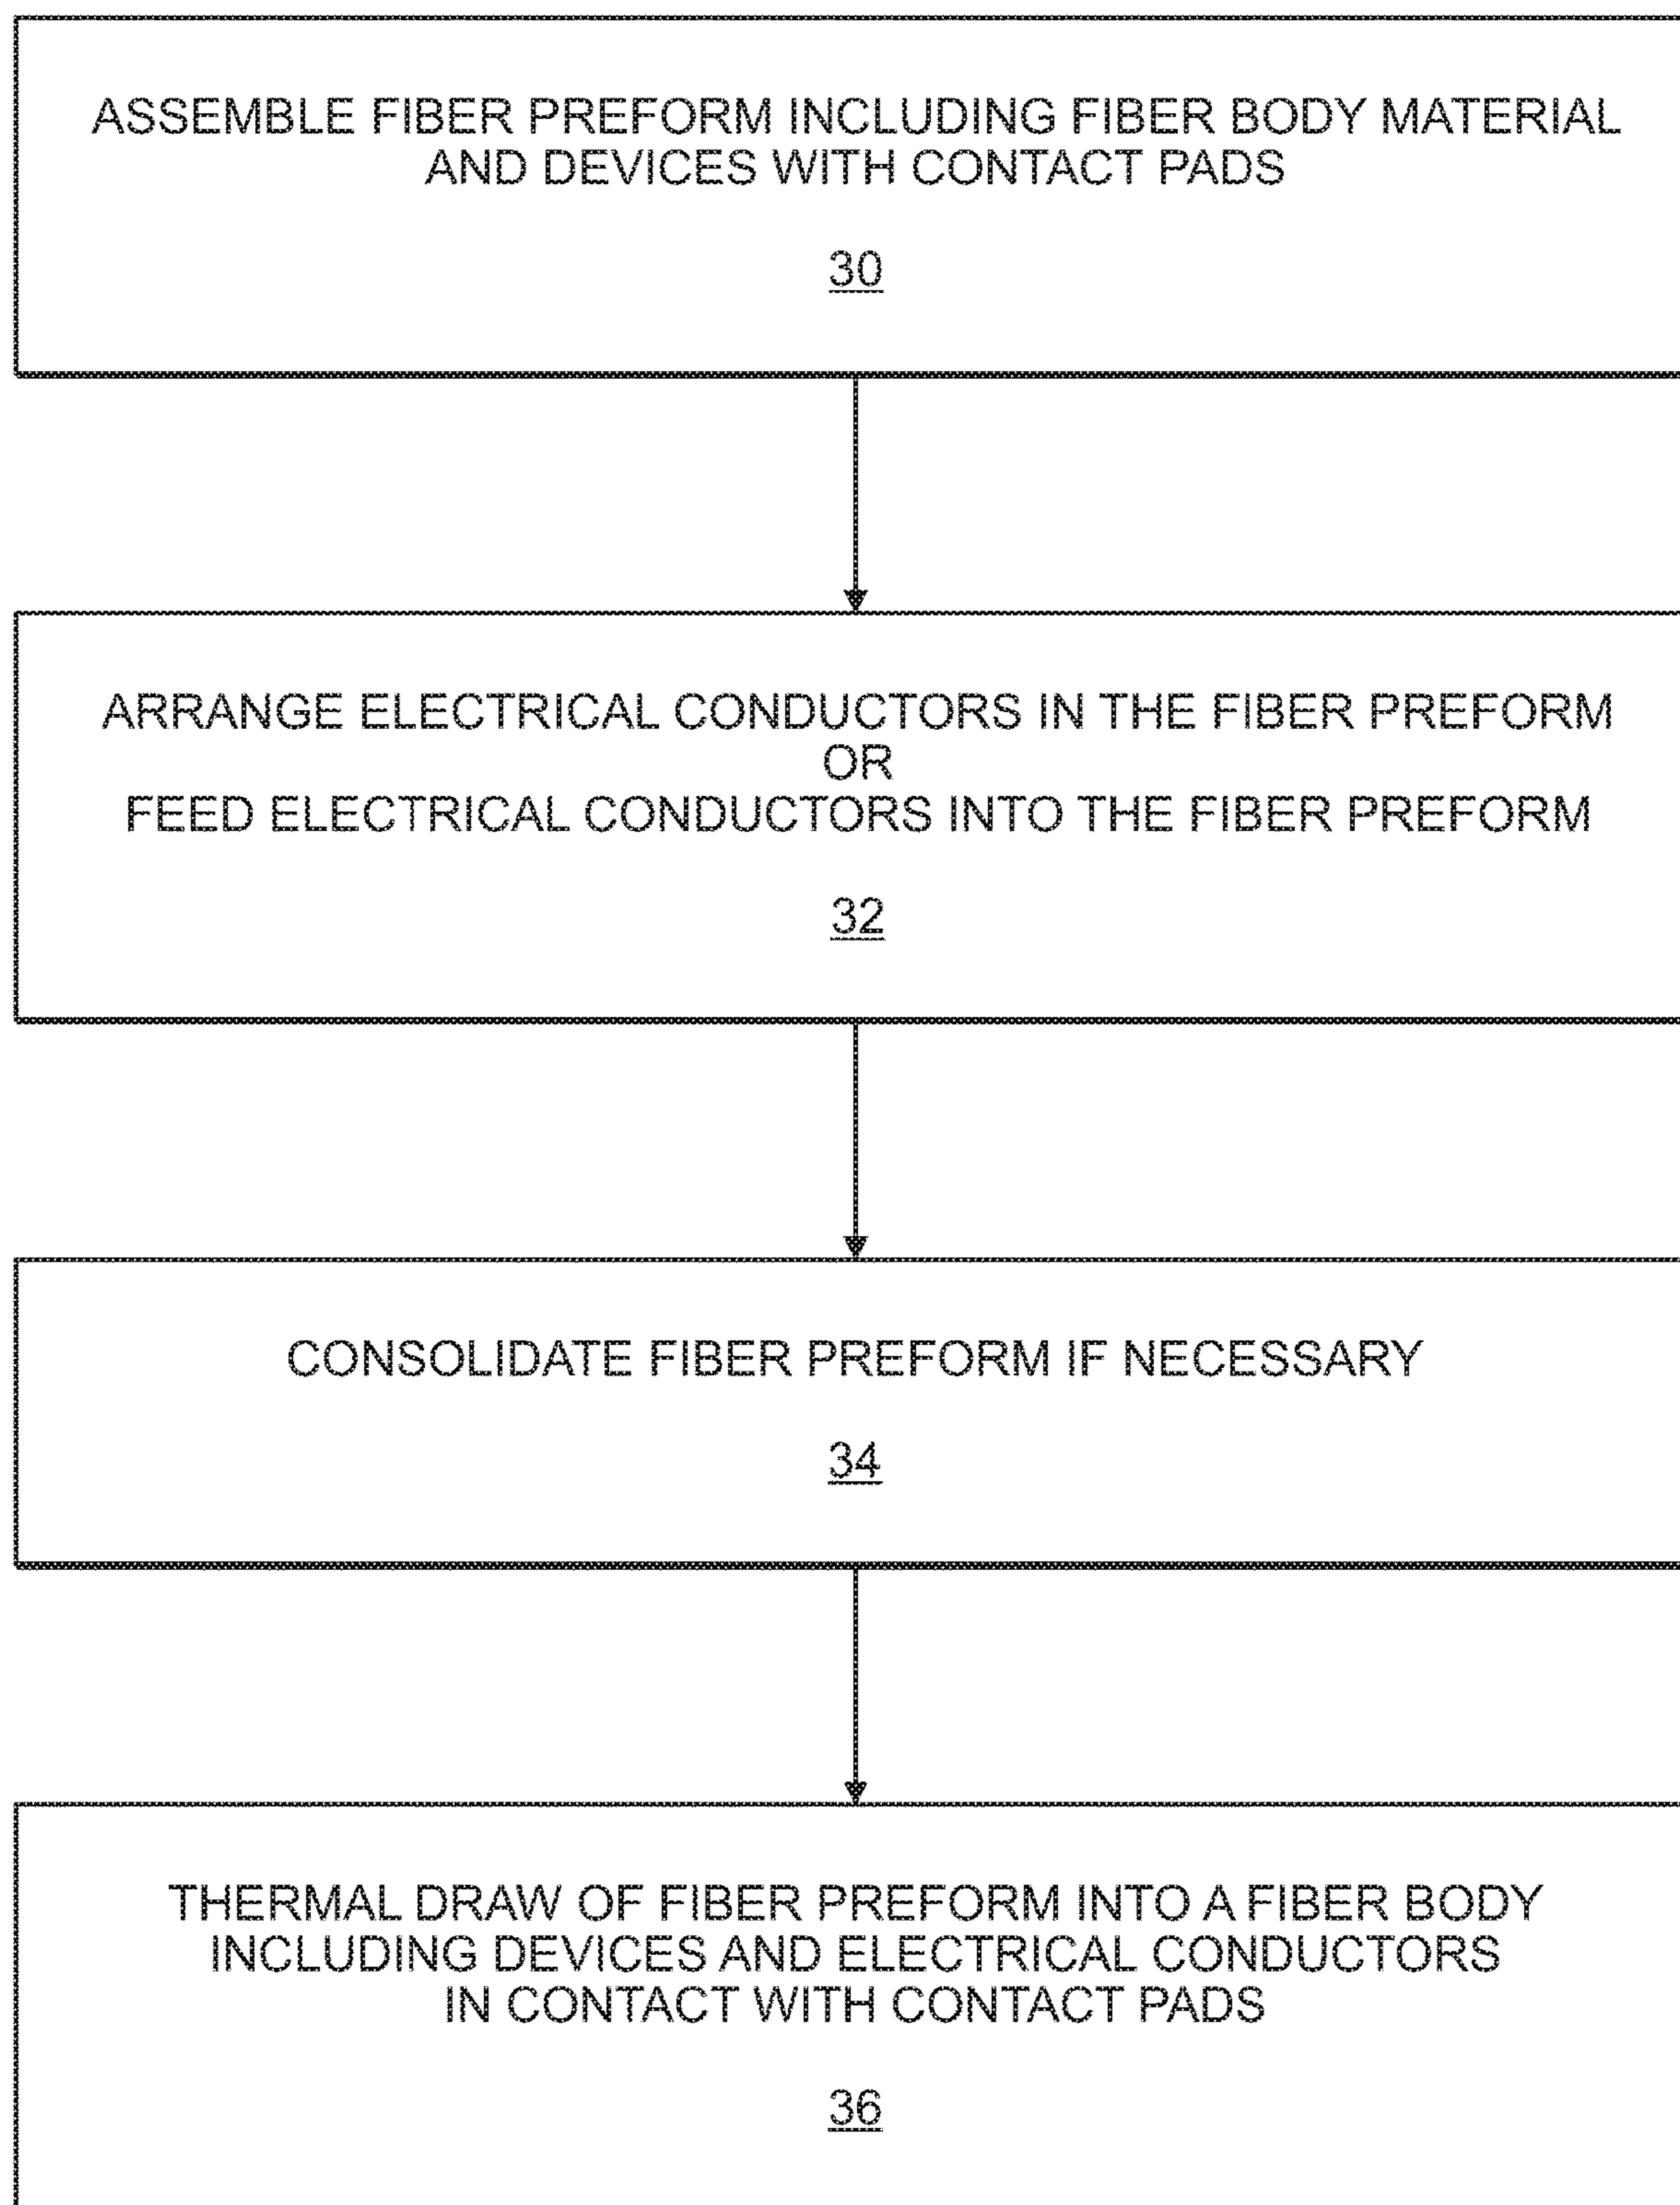 ASSEMBLE FIBER PREFORM INCLUDING FIBER BODY MATERIAL
AND DEVICES WITH CONTACT PADS
30
ARRANGE ELECTRICAL CONDUCTORS IN THE FIBER PREFORM
OR
FEED ELECTRICAL CONDUCTORS INTO THE FIBER PREFORM
32
CONSOLIDATE FIBER PREFORM IF NECESSARY
34
THERMAL DRAW OF FIBER PREFORM INTO A FIBER BODY
INCLUDING DEVICES AND ELECTRICAL CONDUCTORS
IN CONTACT WITH CONTACT PADS
36